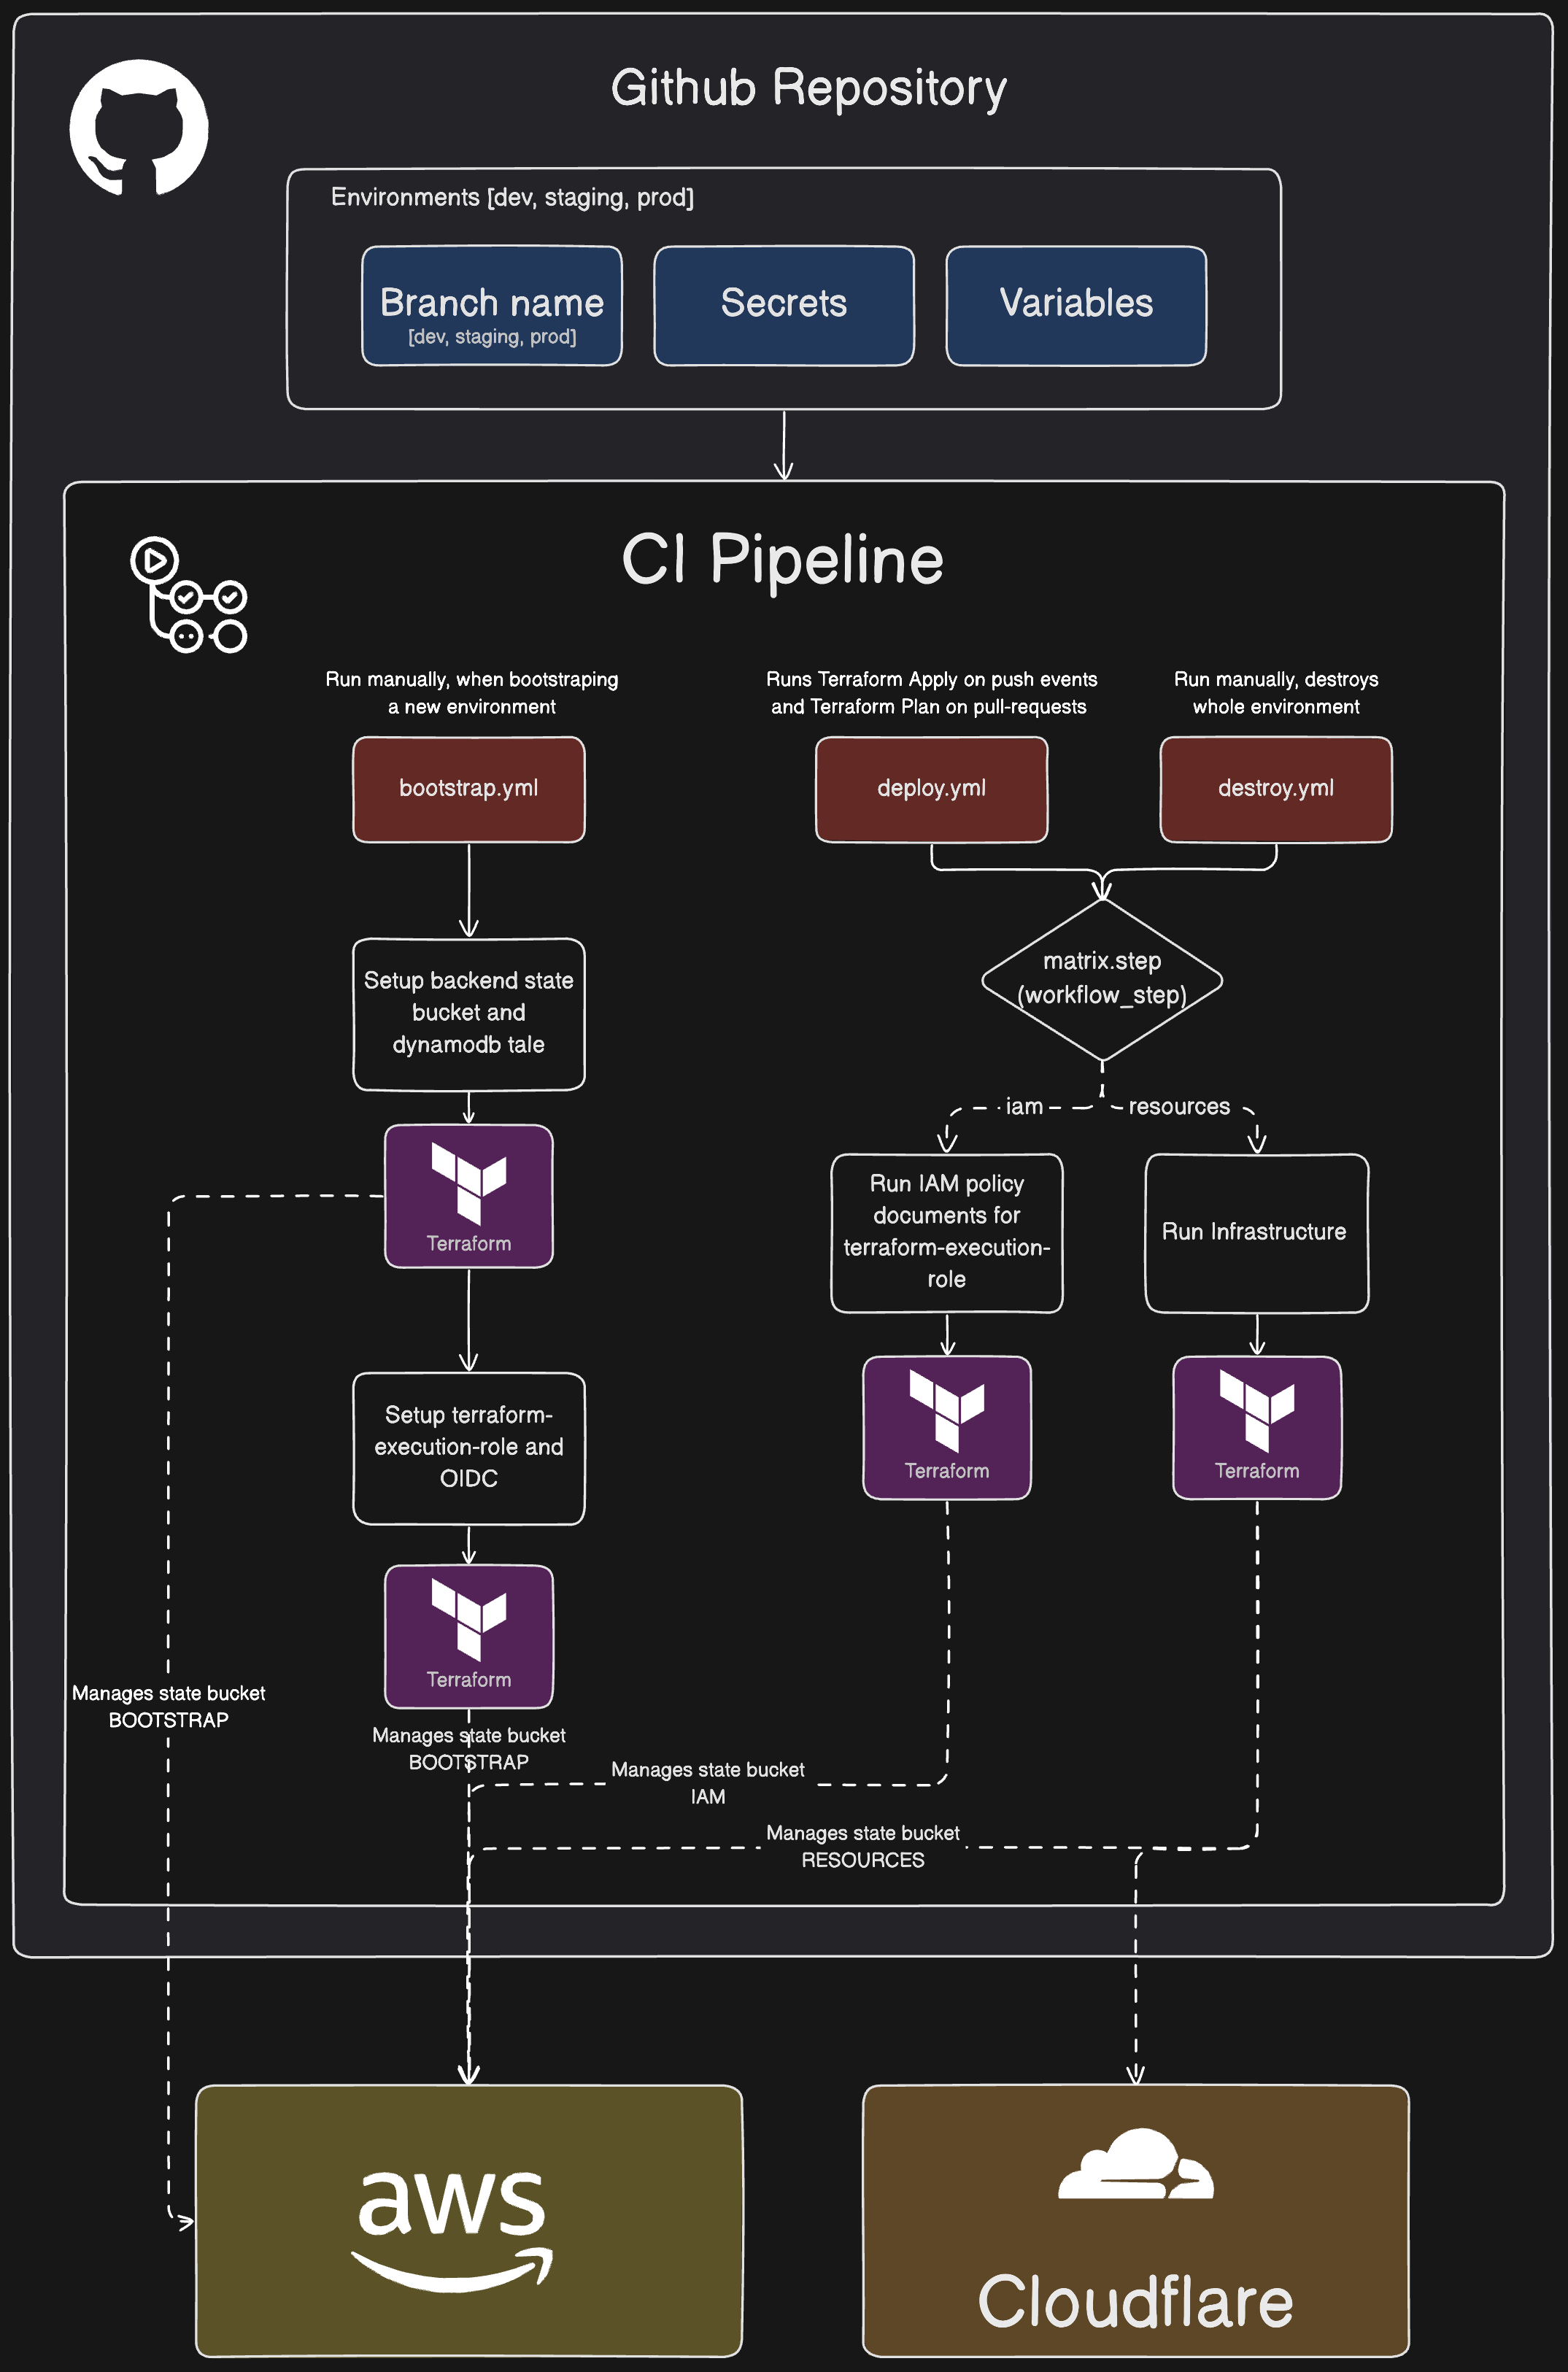 Github Repository
Environments [dev, staging, prod]
Branch name
[dev, staging, prod]
Secrets
Variables
CI Pipeline
Run manually, when bootstraping
a new environment
Runs Terraform Apply on push events
and Terraform Plan on pull-requests
Run manually, destroys
whole environment
bootstrap.yml
deploy.yml
destroy.yml
Setup backend state
bucket and
dynamodb tale
matrix.step
(workflow_step)
iam
resources
Terraform
Run IAM policy
documents for
terraform-execution-
role
Run Infrastructure
Setup terraform-
execution-role and
OIDC
Terraform
Terraform
Terraform
Manages state bucket
BOOTSTRAP
Manages state bucket
BOOTSTRAP
Manages state bucket
IAM
Manages state bucket
RESOURCES
aws
Cloudflare